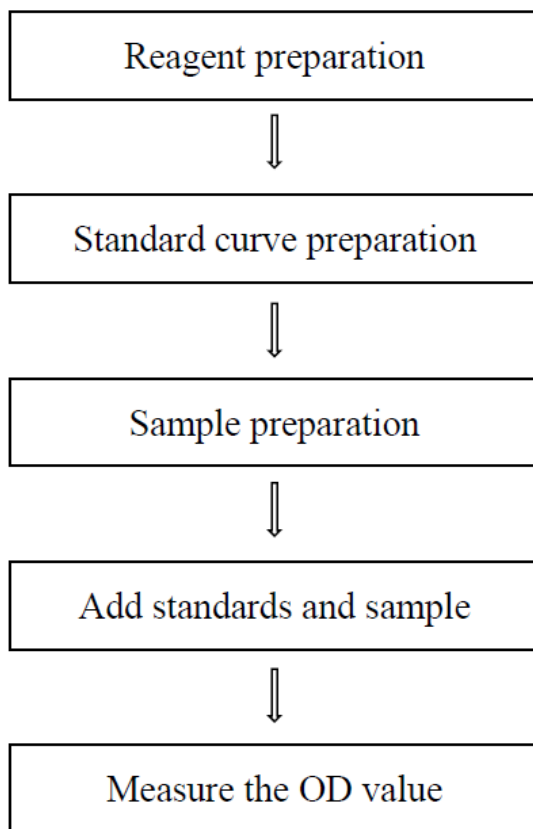 Reagent preparation
Standard curve preparation
Sample preparation
Add standards and sample
Measure the OD value